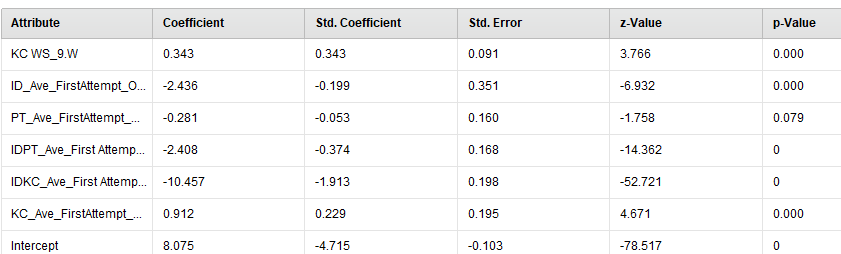 Attribute Coefficient Std. Coefficient Std. Error z-Value p-Value
KC WS_9.W 0.343 0.343 0.091 3.766 0.000
ID_Ave_FirstAttempt_O... -2.436 -0.199 0.351 -6.932 0.000
PT_Ave_FirstAttempt_... -0.281 -0.053 0.160 -1.758 0.079
IDPT_Ave_First Attemp... -2.408 -0.374 0.168 -14.362 0
IDKC_Ave_First Attemp... -10.457 -1.913 0.198 -52.721 0
KC_Ave_FirstAttempt_... 0.912 0.229 0.195 4.671 0.000
Intercept 8.075 -4.715 -0.103 -78.517 0